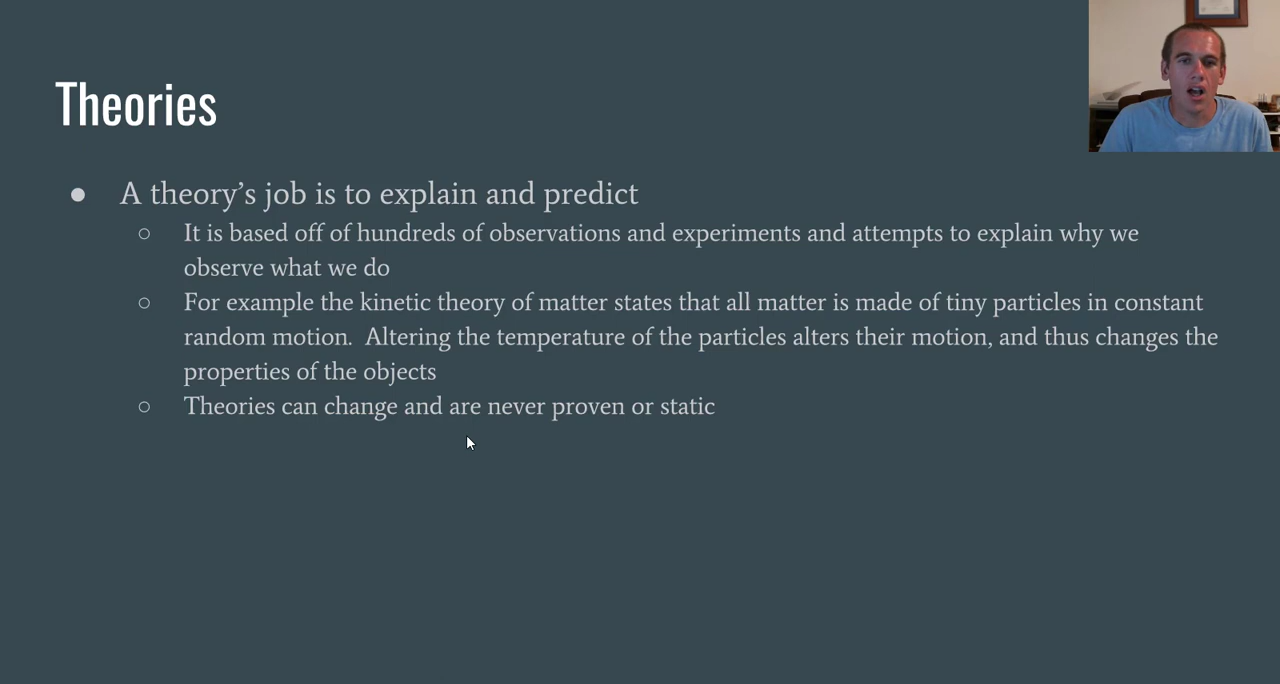 Theories
● A theory’s job is to explain and predict
○ It is based off of hundreds of observations and experiments and attempts to explain why we
observe what we do
○ For example the kinetic theory of matter states that all matter is made of tiny particles in constant
random motion.  Altering the temperature of the particles alters their motion, and thus changes the
properties of the objects
○ Theories can change and are never proven or static